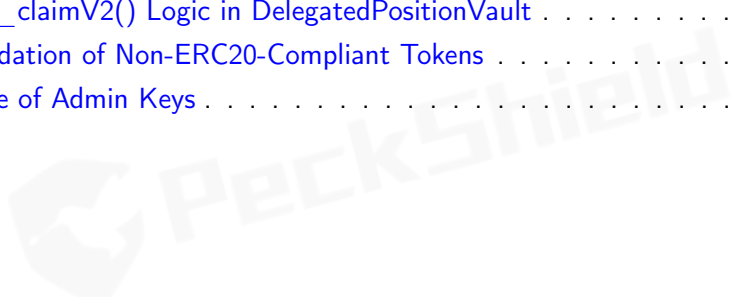 _claimV2() Logic in DelegatedPositionVault . . . . . . . . .
dation of Non-ERC20-Compliant Tokens . . . . . . . . . . .
e of Admin Keys . . . . . . . . . . . . . . . . . . . . . .
PeckShield